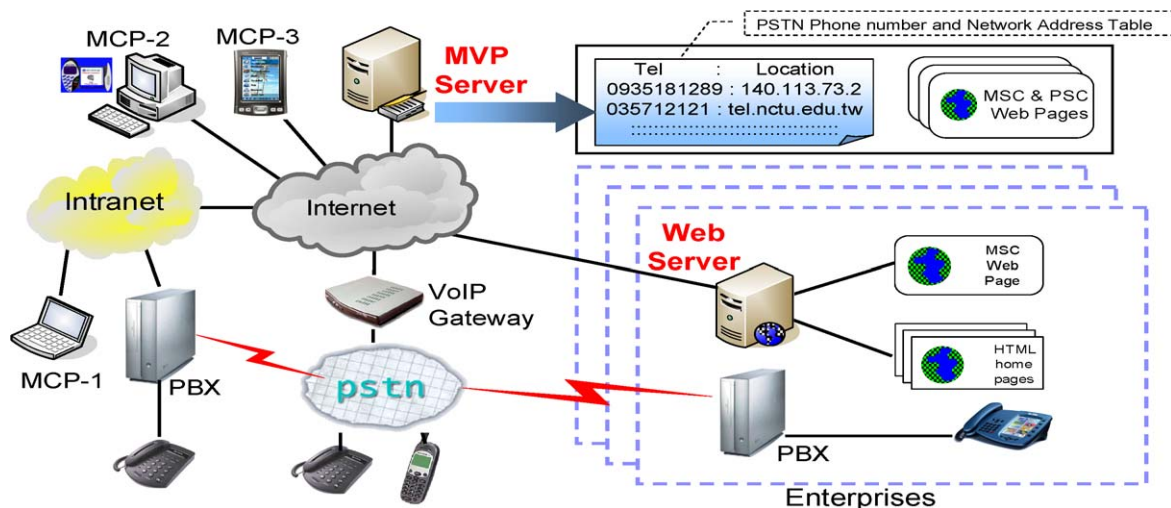 PSTN Phone number and Network Address Table
MCP-2
MCP-3
MVP
Server
Tel : Location
0935181289 : 140.113.73.2
035712121 : tel.nctu.edu.tw
::::::::::::::::::::::::::::::::::
MSC & PSC
Web Pages
Intranet
Internet
Web
Server
MSC
Web
Page
VoIP
Gateway
HTML
home
pages
MCP-1
PBX
pstn
PBX
Enterprises